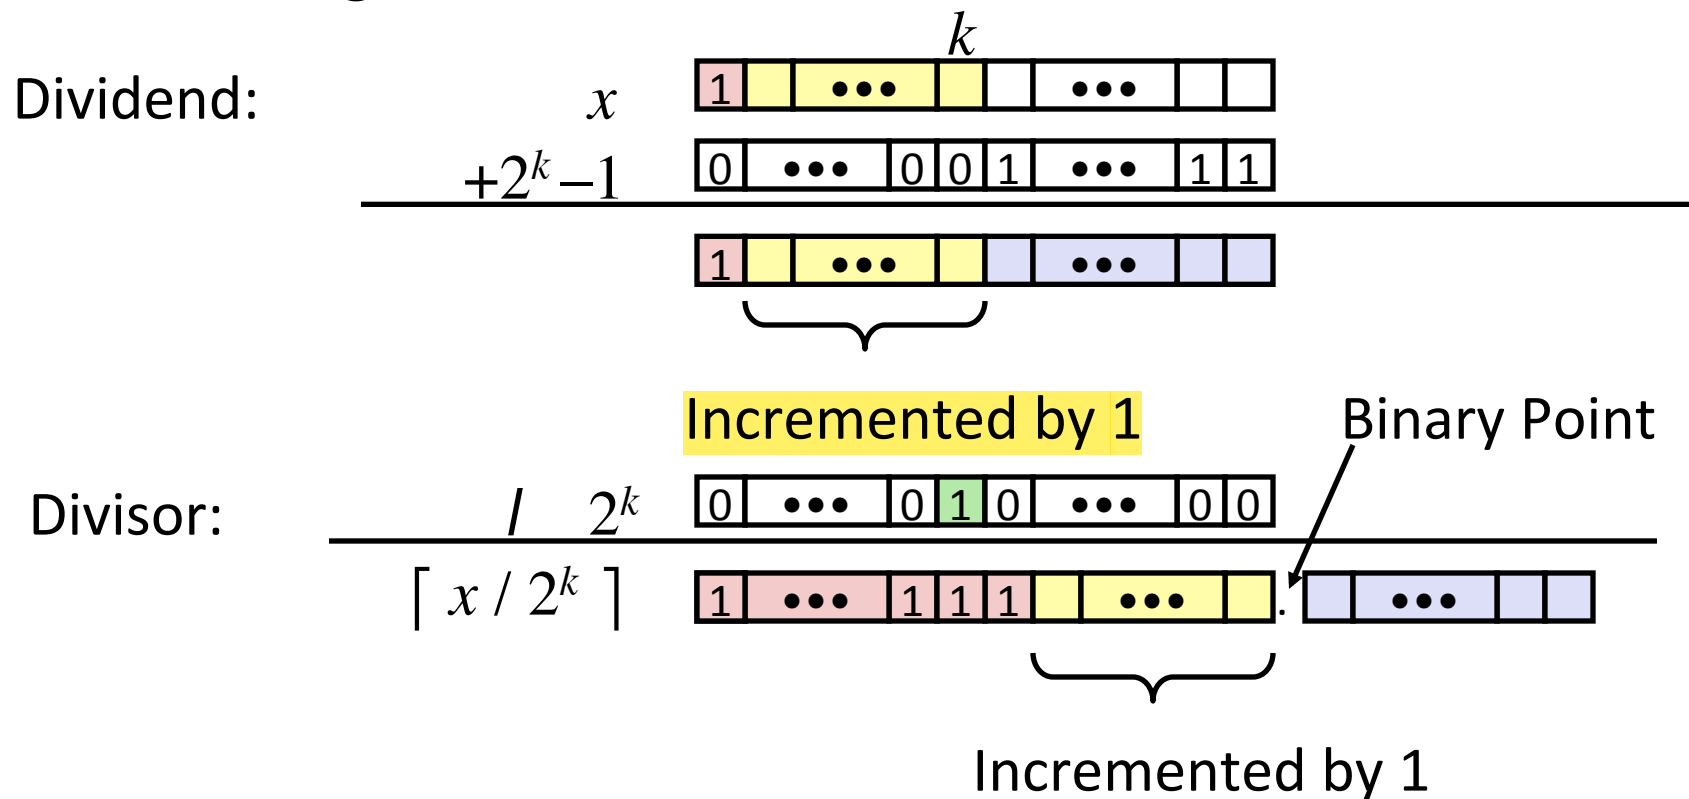 k
Dividend: x 1 ••• •••
+2^k –1 0 ••• 0 0 1 ••• 1 1
1 ••• •••
Incremented by 1
Binary Point
Divisor: / 2^k 0 ••• 0 1 0 ••• 0 0
⌈ x / 2^k ⌉ 1 ••• 1 1 1 ••• . •••
Incremented by 1